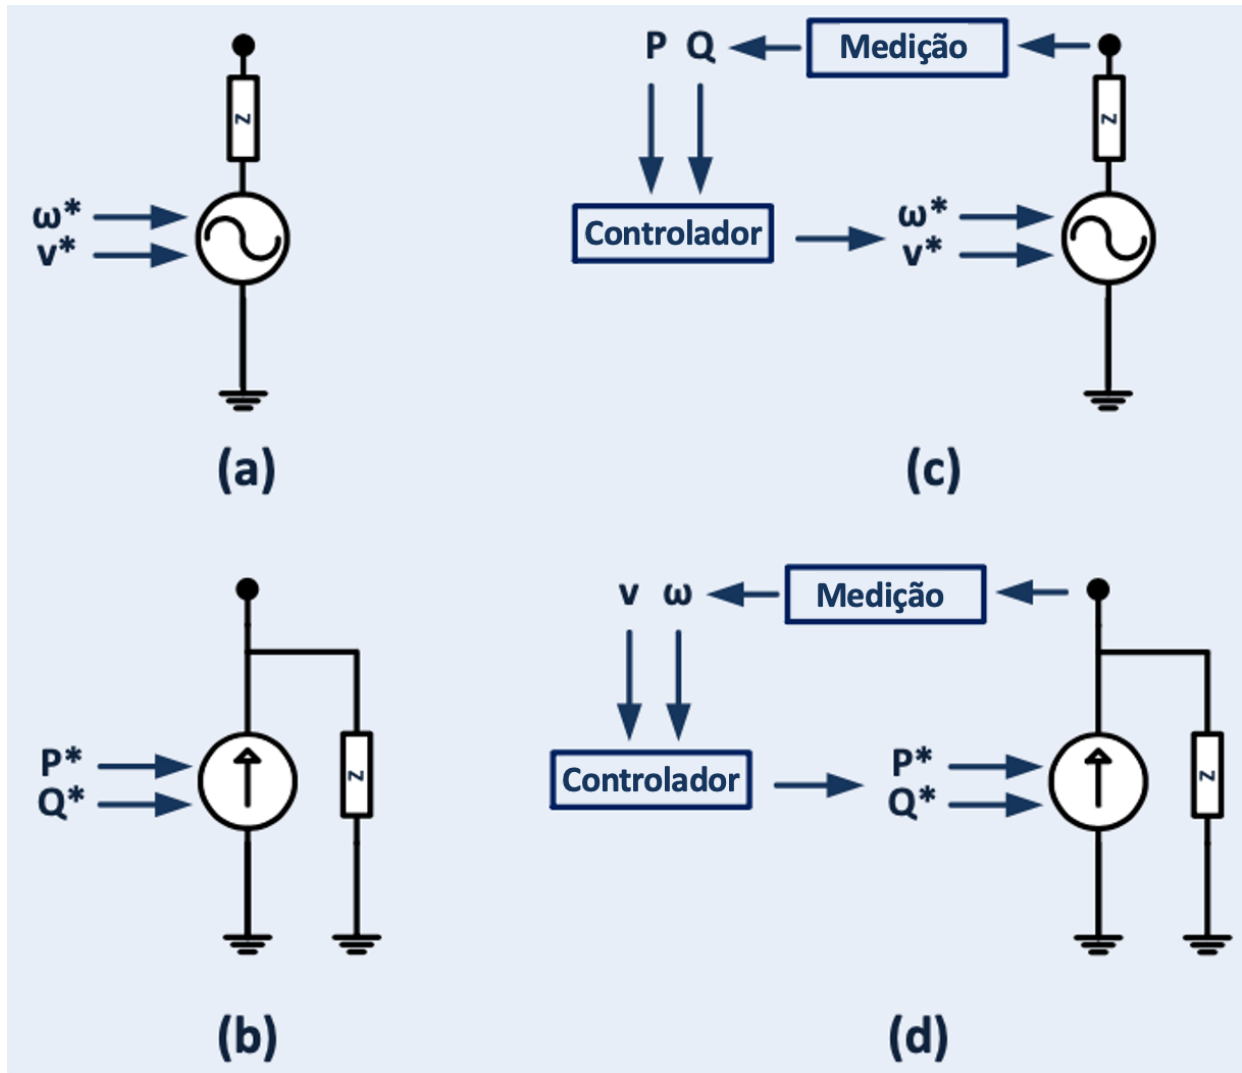 Z
ω*
v*
(a)
P Q
Medição
Z
Controlador
ω*
v*
(c)
P*
Q*
Z
(b)
v ω
Medição
Controlador
P*
Q*
Z
(d)